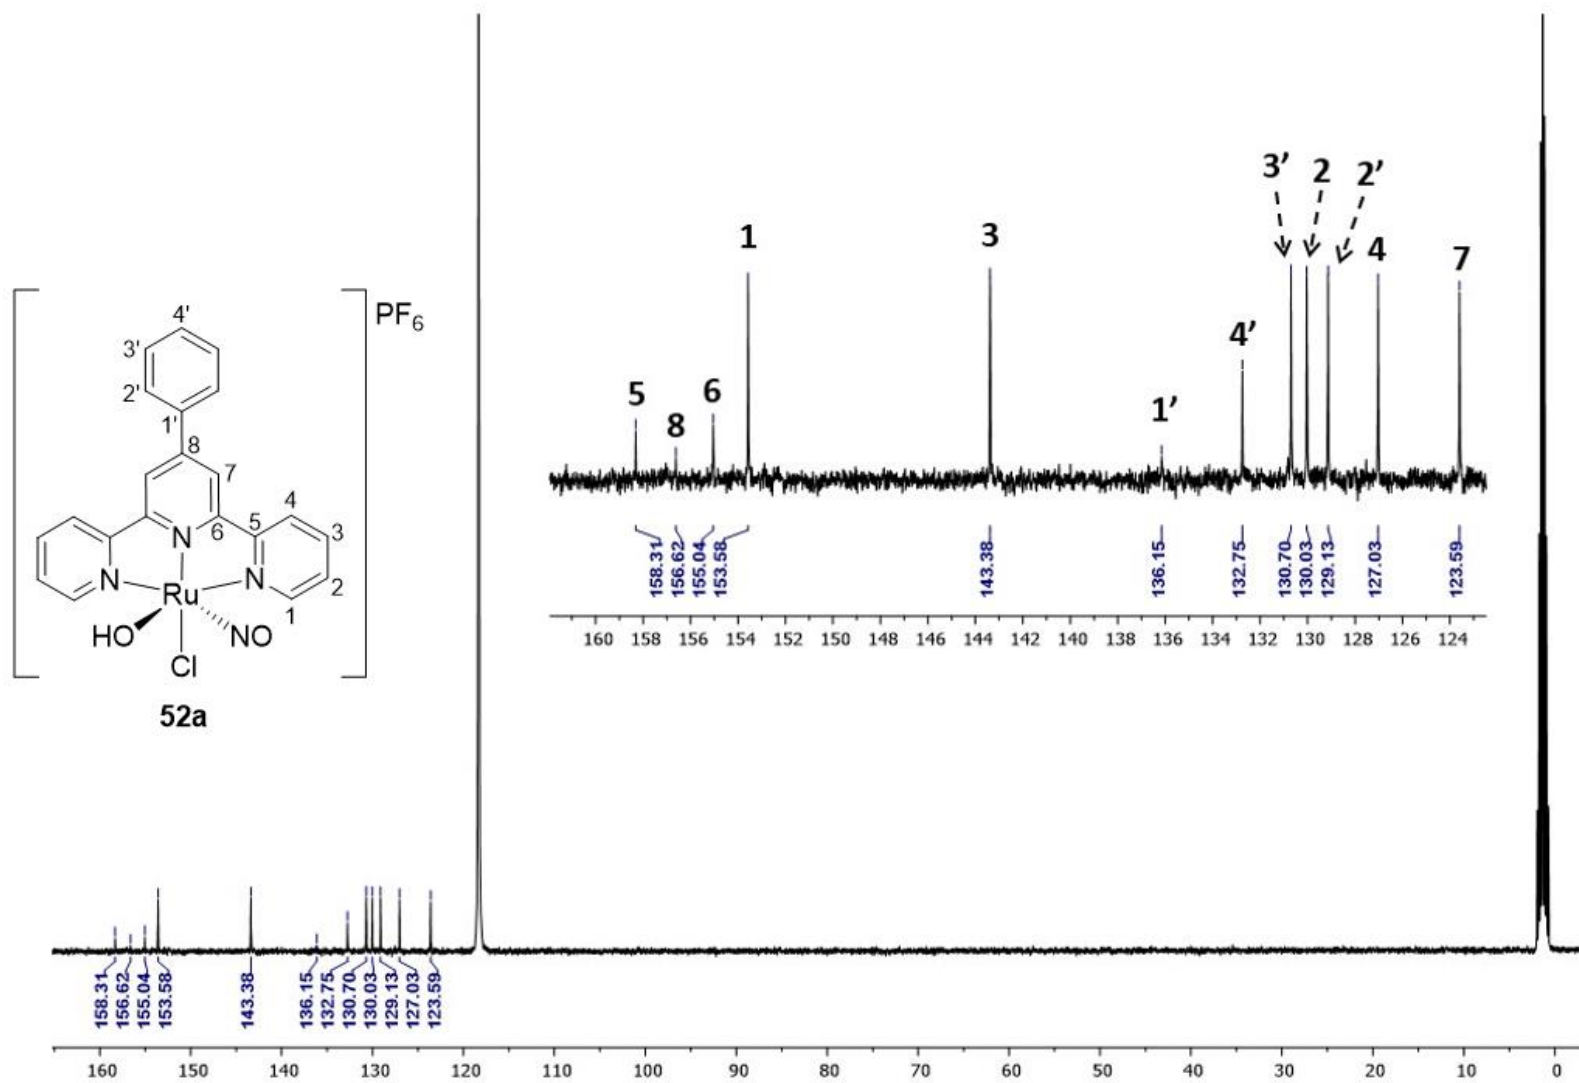 3' 2 2'
1 3 4 7
4'
5 8 6 1'
158.31 156.62 155.04 153.58 143.38 136.15 132.75 130.70 130.03 129.13 127.03 123.59
160 158 156 154 152 150 148 146 144 142 140 138 136 134 132 130 128 126 124
PF6
4'
3'
2'
1'
8
7
4
6 5 3
N
N N 2
Ru 1
HO NO
Cl
52a
158.31 156.62 155.04 153.58 143.38 136.15 132.75 130.70 130.03 129.13 127.03 123.59
160 150 140 130 120 110 100 90 80 70 60 50 40 30 20 10 0